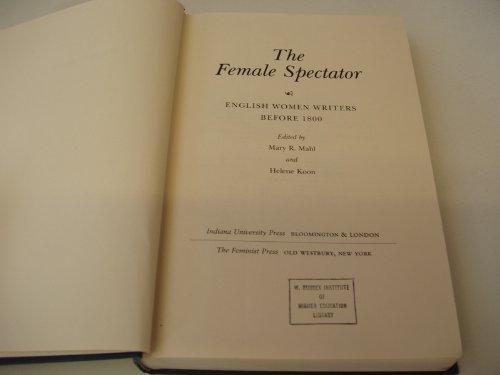 The
Female Spectator
ENGLISH WOMEN WRITERS
BEFORE 1800
Edited by
Mary R. Mahl
and
Helene Koon
Indiana University Press BLOOMINGTON & LONDON
The Feminist Press OLD WESTBURY, NEW YORK
W. SUSSEX INSTITUTE
OF
HIGHER EDUCATION
LIBRARY